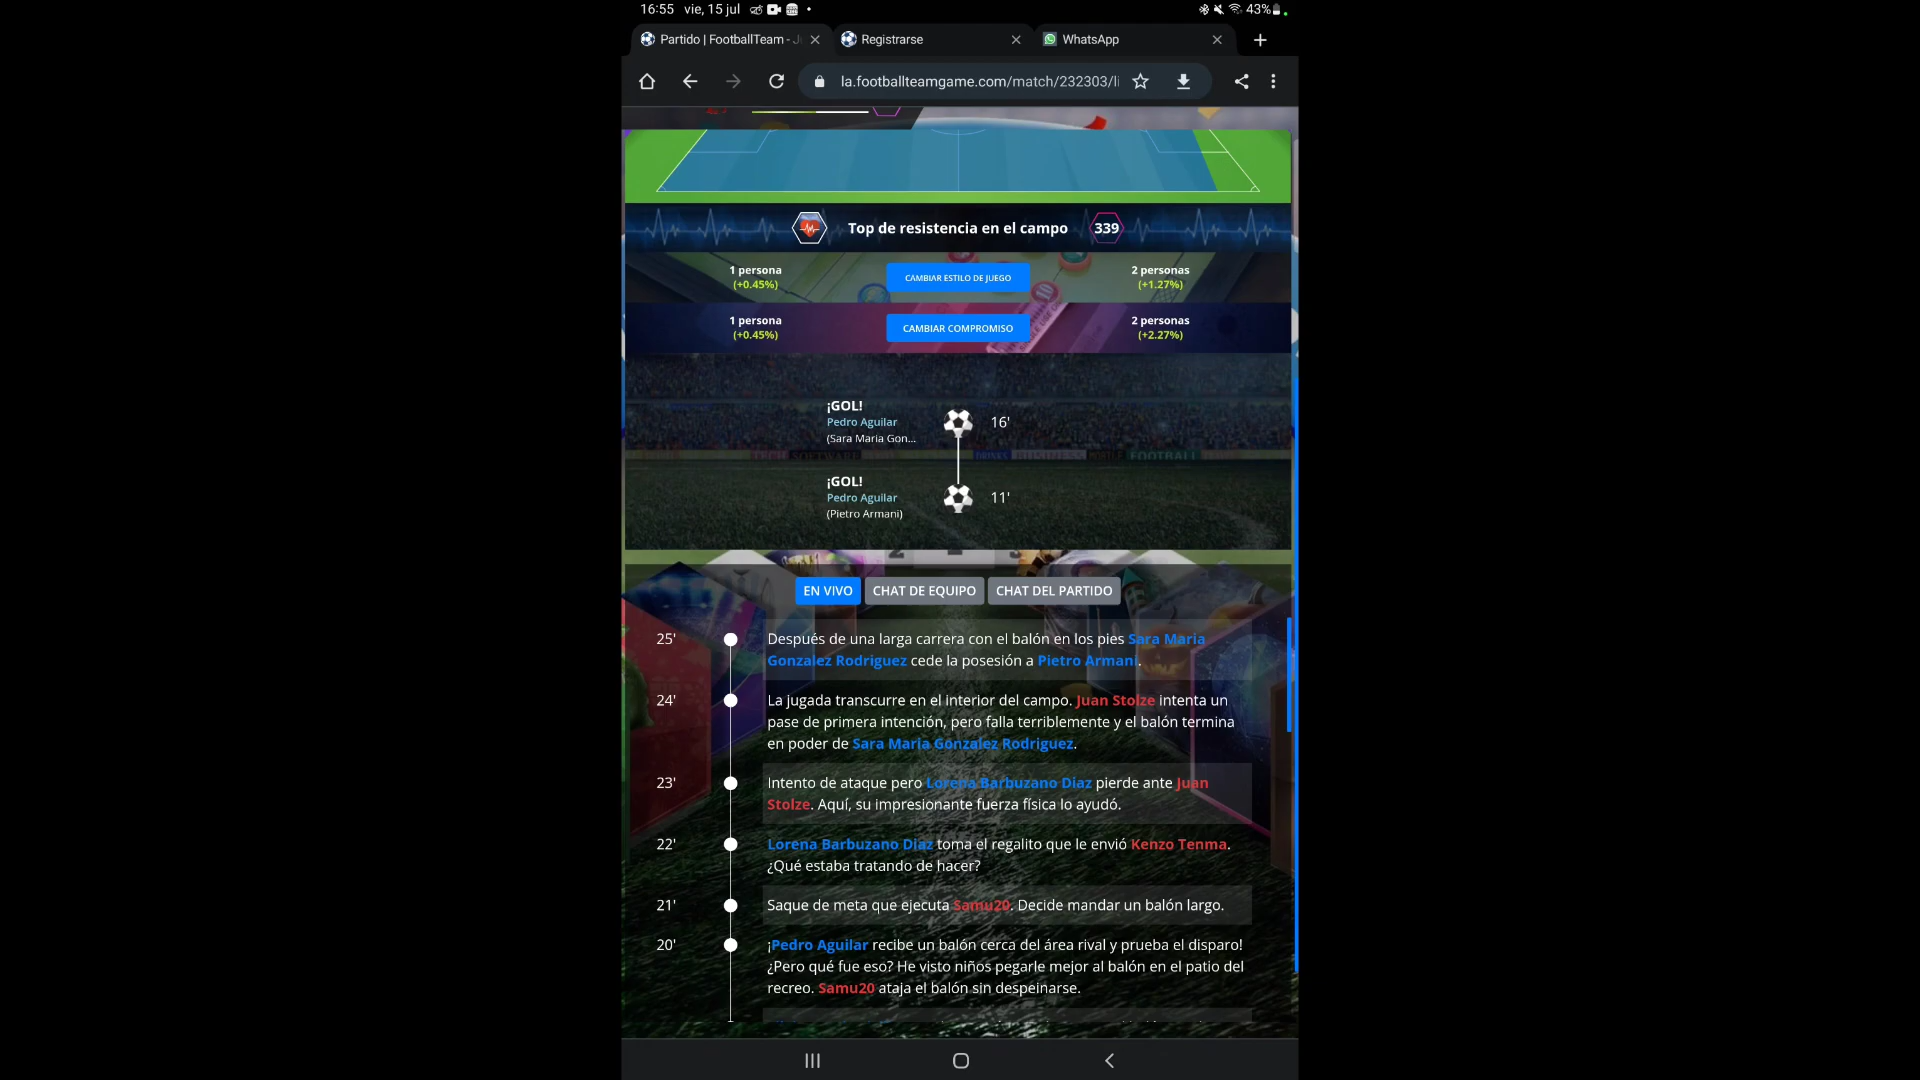 16:55 vie, 15 jul
43%
Partido | FootballTeam - J
Registrarse
WhatsApp
la.footballteamgame.com/match/232303/li
Top de resistencia en el campo
339
1 persona
(+0.45%)
CAMBIAR ESTILO DE JUEGO
2 personas
(+1.27%)
1 persona
(+0.45%)
CAMBIAR COMPROMISO
2 personas
(+2.27%)
¡GOL!
Pedro Aguilar
(Sara Maria Gon...
16'
TECH SOFTWARE
DRINKS BUSINESS MOBILE FOOTBALL
¡GOL!
Pedro Aguilar
(Pietro Armani)
11'
EN VIVO
CHAT DE EQUIPO
CHAT DEL PARTIDO
25'
Después de una larga carrera con el balón en los pies Sara Maria
Gonzalez Rodriguez cede la posesión a Pietro Armani.
24'
La jugada transcurre en el interior del campo. Juan Stolze intenta un
pase de primera intención, pero falla terriblemente y el balón termina
en poder de Sara Maria Gonzalez Rodriguez.
23'
Intento de ataque pero Lorena Barbuzano Diaz pierde ante Juan
Stolze. Aquí, su impresionante fuerza física lo ayudó.
22'
Lorena Barbuzano Diaz toma el regalito que le envió Kenzo Tenma.
¿Qué estaba tratando de hacer?
21'
Saque de meta que ejecuta Samu20. Decide mandar un balón largo.
20'
¡Pedro Aguilar recibe un balón cerca del área rival y prueba el disparo!
¿Pero qué fue eso? He visto niños pegarle mejor al balón en el patio del
recreo. Samu20 ataja el balón sin despeinarse.